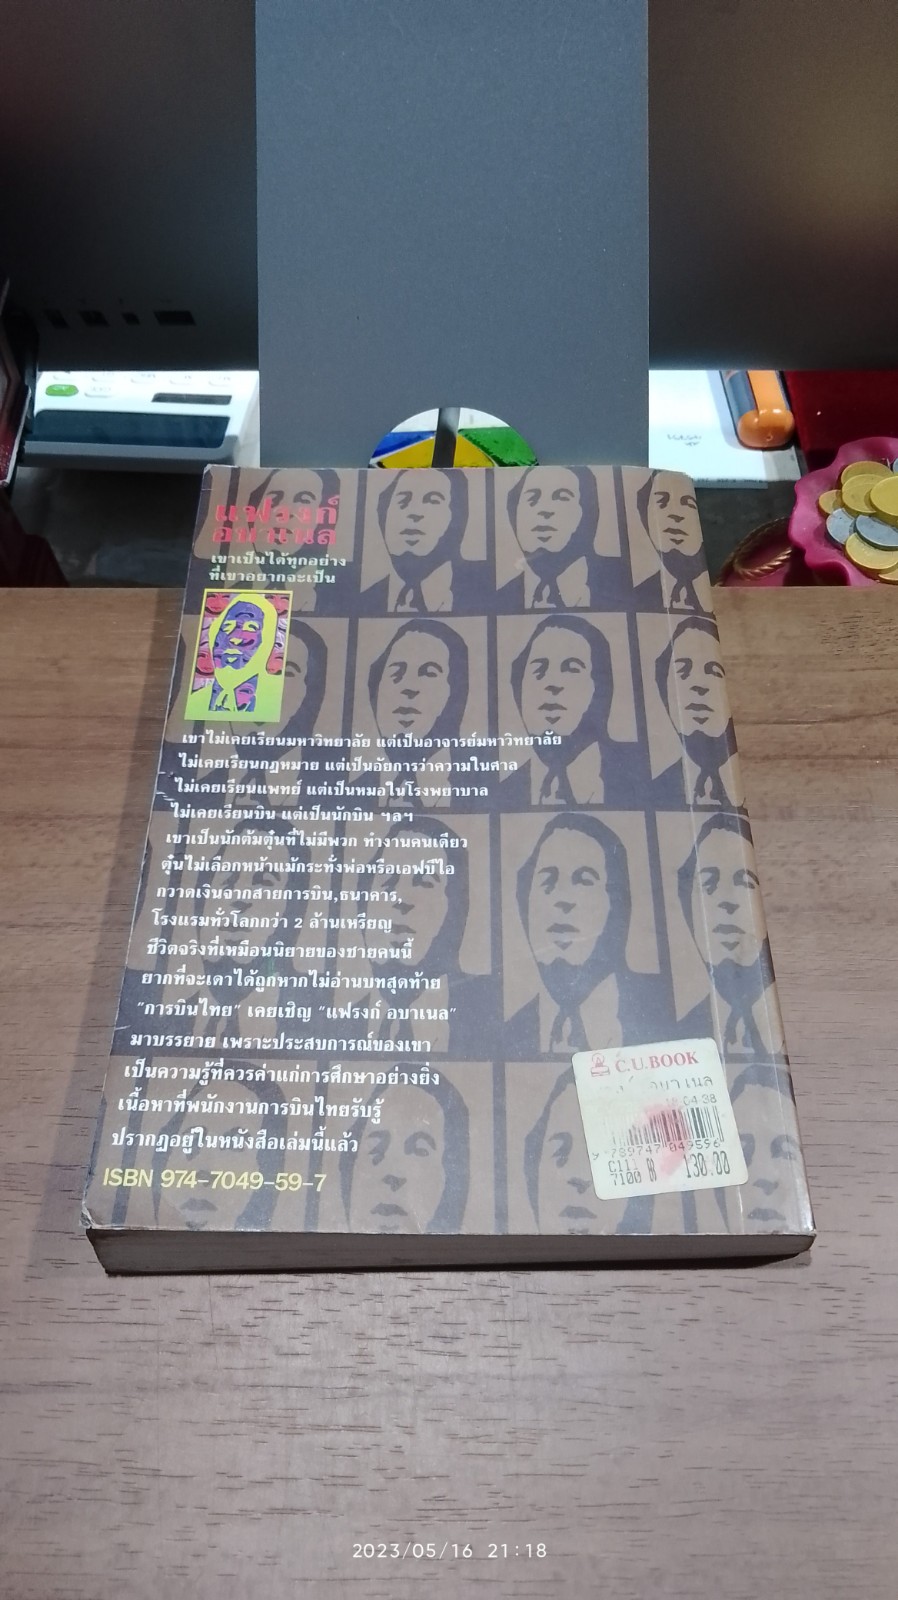 แฟรงก์
อบาเนล
เขาเป็นได้ทุกอย่าง
ที่เขาอยากจะเป็น
เขาไม่เคยเรียนมหาวิทยาลัย แต่เป็นอาจารย์มหาวิทยาลัย
ไม่เคยเรียนกฎหมาย แต่เป็นอัยการว่าความในศาล
ไม่เคยเรียนแพทย์ แต่เป็นหมอในโรงพยาบาล
ไม่เคยเรียนบิน แต่เป็นนักบิน ฯลฯ
เขาเป็นนักต้มตุ๋นที่ไม่มีพวก ทำงานคนเดียว
ตุ๋นไม่เลือกหน้าแม้กระทั่งพ่อหรือเอฟบีไอ
กวาดเงินจากสายการบิน,ธนาคาร,
โรงแรมทั่วโลกกว่า 2 ล้านเหรียญ
ชีวิตจริงที่เหมือนนิยายของชายคนนี้
ยากที่จะเดาได้ถูกหากไม่อ่านบทสุดท้าย
"การบินไทย" เคยเชิญ "แฟรงก์ อบาเนล"
มาบรรยาย เพราะประสบการณ์ของเขา
เป็นความรู้ที่ควรค่าแก่การศึกษาอย่างยิ่ง
เนื้อหาที่พนักงานการบินไทยรับรู้
ปรากฏอยู่ในหนังสือเล่มนี้แล้ว
ISBN 974-7049-59-7
C.U.BOOK
04 38
9 789747 049596
C111
7100 130.00
2023/05/16 21:18